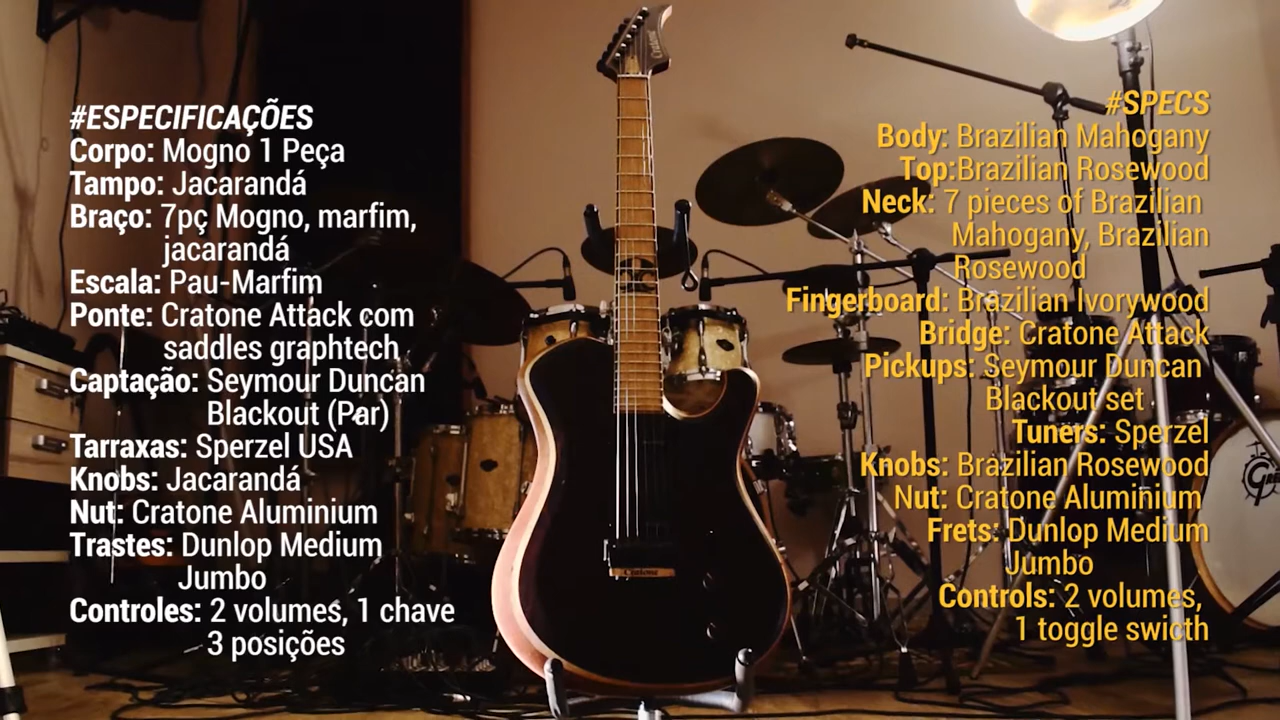 #ESPECIFICAÇÕES
Corpo: Mogno 1 Peça
Tampo: Jacarandá
Braço: 7pç Mogno, marfim,
jacarandá
Escala: Pau-Marfim
Ponte: Cratone Attack com
saddles graphtech
Captação: Seymour Duncan
Blackout (Par)
Tarraxas: Sperzel USA
Knobs: Jacarandá
Nut: Cratone Aluminium
Trastes: Dunlop Medium
Jumbo
Controles: 2 volumes, 1 chave
3 posições
#SPECS
Body: Brazilian Mahogany
Top:Brazilian Rosewood
Neck: 7 pieces of Brazilian
Mahogany, Brazilian
Rosewood
Fingerboard: Brazilian Ivorywood
Bridge: Cratone Attack
Pickups: Seymour Duncan
Blackout set
Tuners: Sperzel
Knobs: Brazilian Rosewood
Nut: Cratone Aluminium
Frets: Dunlop Medium
Jumbo
Controls: 2 volumes,
1 toggle swicth
Cratone
Cratone